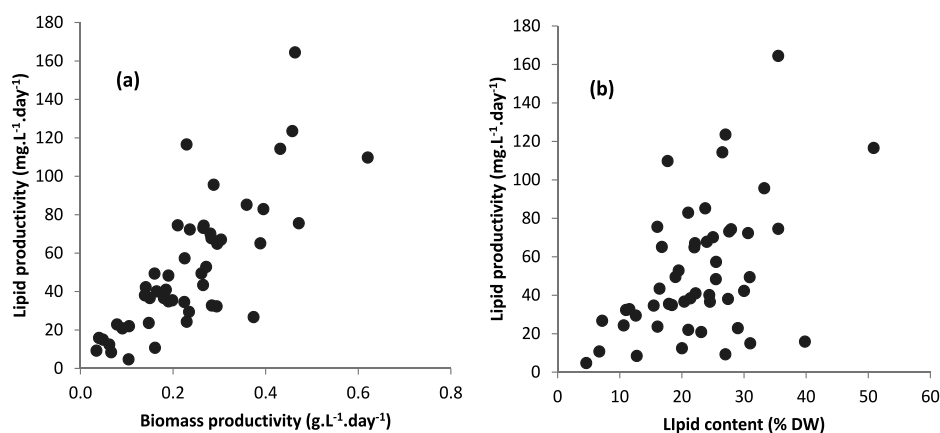 180
160
140
120
100
80
60
40
20
0
Lipid productivity (mg.L⁻¹.day⁻¹)
(a)
0.0 0.2 0.4 0.6 0.8
Biomass productivity (g.L⁻¹.day⁻¹)
180
160
140
120
100
80
60
40
20
0
Lipid productivity (mg.L⁻¹.day⁻¹)
(b)
0 10 20 30 40 50 60
LIpid content (% DW)